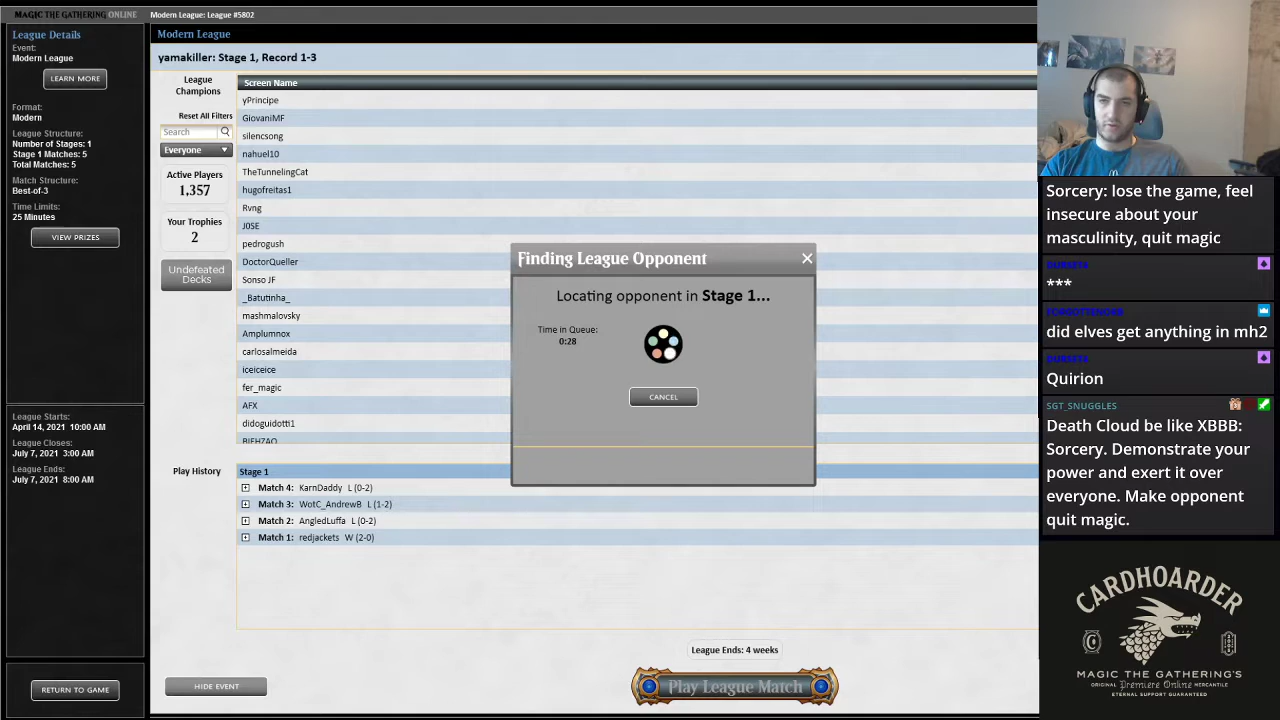 MAGIC THE GATHERING ONLINE
Modern League: League #5802
League Details
Event:
Modern League
LEARN MORE
Format:
Modern
League Structure:
Number of Stages: 1
Stage 1 Matches: 5
Total Matches: 5
Match Structure:
Best-of-3
Time Limits:
25 Minutes
VIEW PRIZES
League Starts:
April 14, 2021 10:00 AM
League Closes:
July 7, 2021 3:00 AM
League Ends:
July 7, 2021 8:00 AM
RETURN TO GAME
Modern League
yamakiller: Stage 1, Record 1-3
League
Champions
Reset All Filters
Search
Everyone
Active Players
1,357
Your Trophies
2
Undefeated
Decks
Screen Name
yPrincipe
GiovaniMF
silencsong
nahuel10
TheTunnelingCat
hugofreitas1
Rvng
J0SE
pedrogush
DoctorQueller
Sonso JF
_Batutinha_
mashmalovsky
Amplumnox
carlosalmeida
iceiceice
fer_magic
AFX
didoguidotti1
Finding League Opponent
Locating opponent in Stage 1...
Time in Queue:
0:28
CANCEL
Play History
Stage 1
Match 4: KarnDaddy L (0-2)
Match 3: WotC_AndrewB L (1-2)
Match 2: AngledLuffa L (0-2)
Match 1: redjackets W (2-0)
League Ends: 4 weeks
HIDE EVENT
Play League Match
Sorcery: lose the game, feel
insecure about your
masculinity, quit magic
***
did elves get anything in mh2
Quirion
SGT_SNUGGLES
Death Cloud be like XBBB:
Sorcery. Demonstrate your
power and exert it over
everyone. Make opponent
quit magic.
CARDHOARDER
MAGIC THE GATHERING'S
ORIGINAL Premiere Online MERCANTILE
ETERNAL SUPPORT GUARANTEED